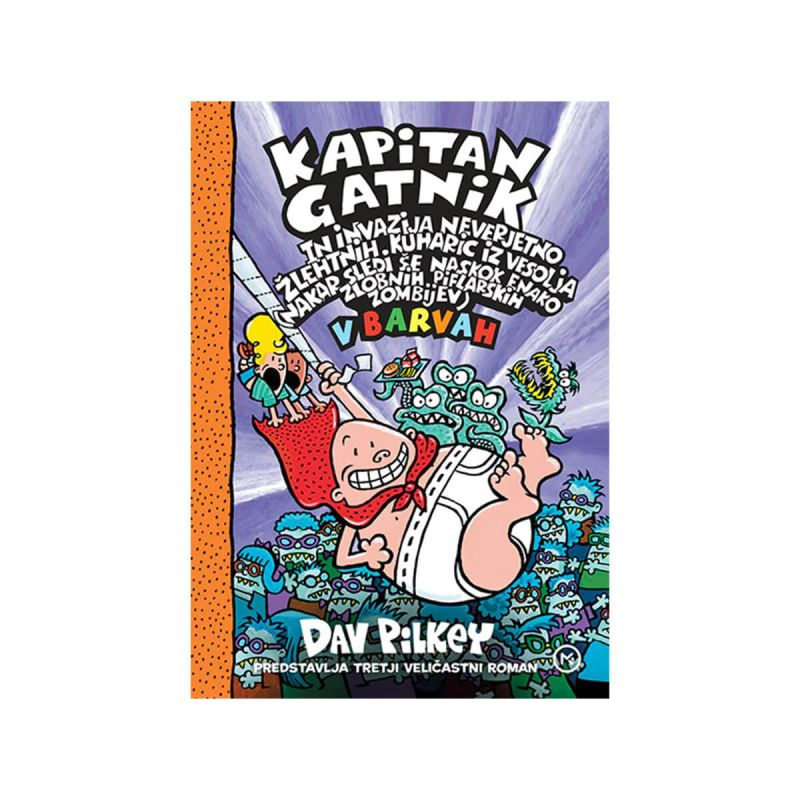 KAPITAN
GATNIK
IN INVAZIJA NEVERJETNO
ŽLEHTNIH KUHARIC IZ VESOLJA
(NAKAR SLEDI ŠE NASKOK ENAKO
ZLOBNIH PIFLARSKIH
ZOMBIJEV)
V BARVAH
DAV PILKEY
PREDSTAVLJA TRETJI VELIČASTNI ROMAN